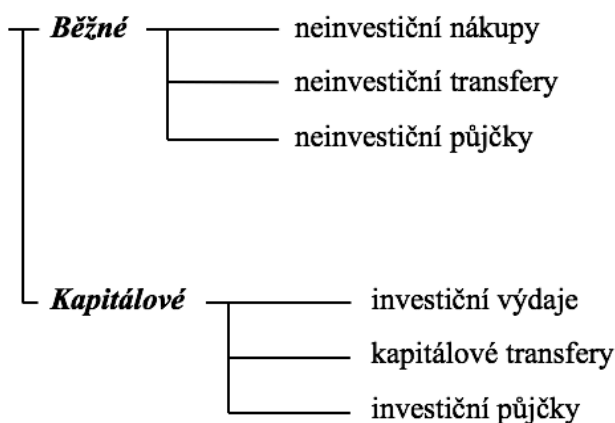 Běžné neinvestiční nákupy
neinvestiční transfery
neinvestiční půjčky
Kapitálové investiční výdaje
kapitálové transfery
investiční půjčky